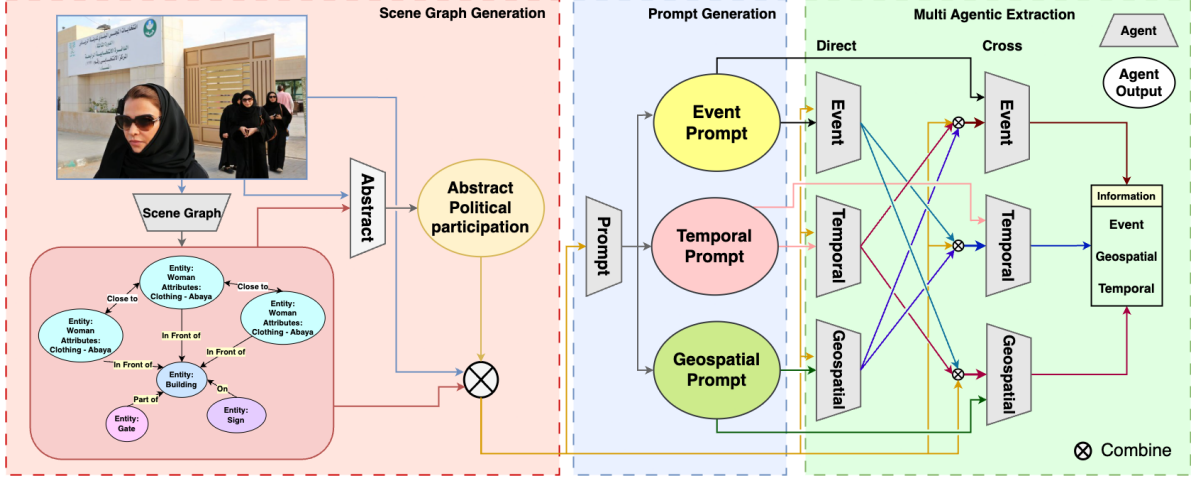 Scene Graph Generation
Prompt Generation
Multi Agentic Extraction
Direct
Cross
Agent
Agent
Output
Scene Graph
Abstract
Abstract
Political
participation
Entity:
Woman
Attributes:
Clothing - Abaya
Close to
Close to
Entity:
Woman
Attributes:
Clothing - Abaya
Entity:
Woman
Attributes:
Clothing - Abaya
In Front of
In Front of
In Front of
Entity:
Building
Part of
On
Entity:
Gate
Entity:
Sign
Prompt
Event
Prompt
Temporal
Prompt
Geospatial
Prompt
Event
Temporal
Geospatial
Event
Temporal
Geospatial
Information
Event
Geospatial
Temporal
Combine